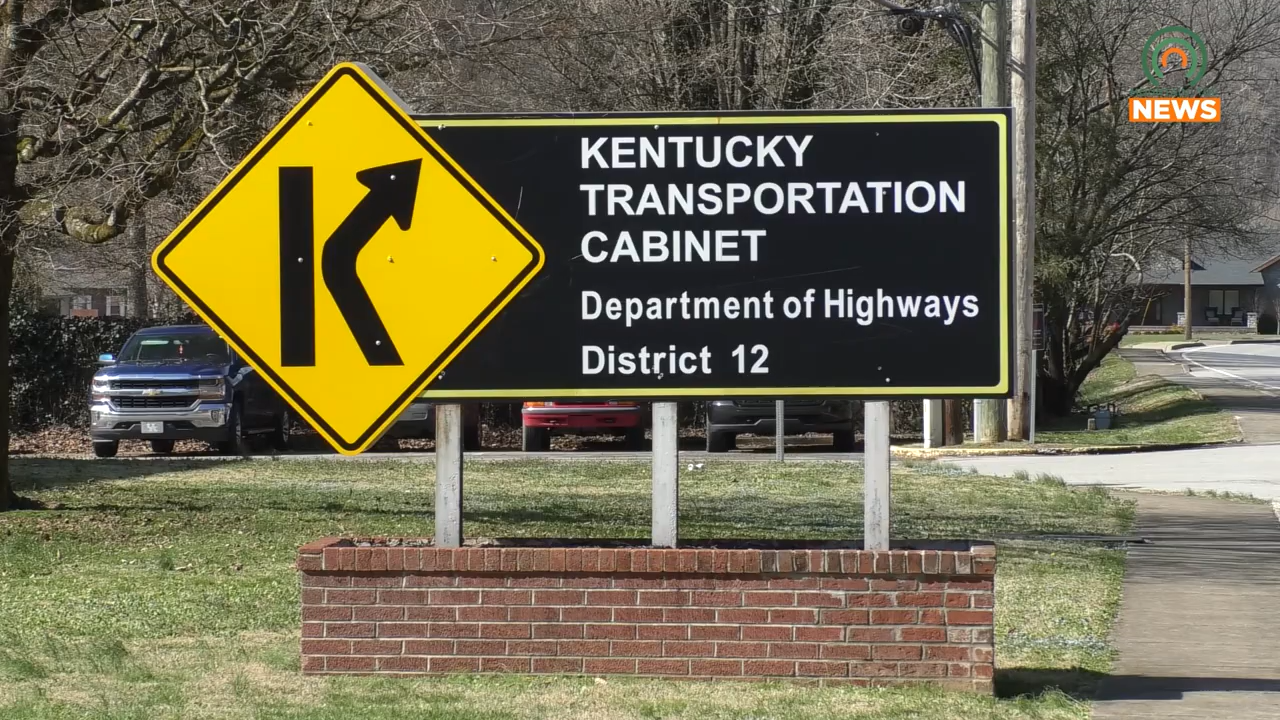 NEWS
KENTUCKY
TRANSPORTATION
CABINET
Department of Highways
District 12